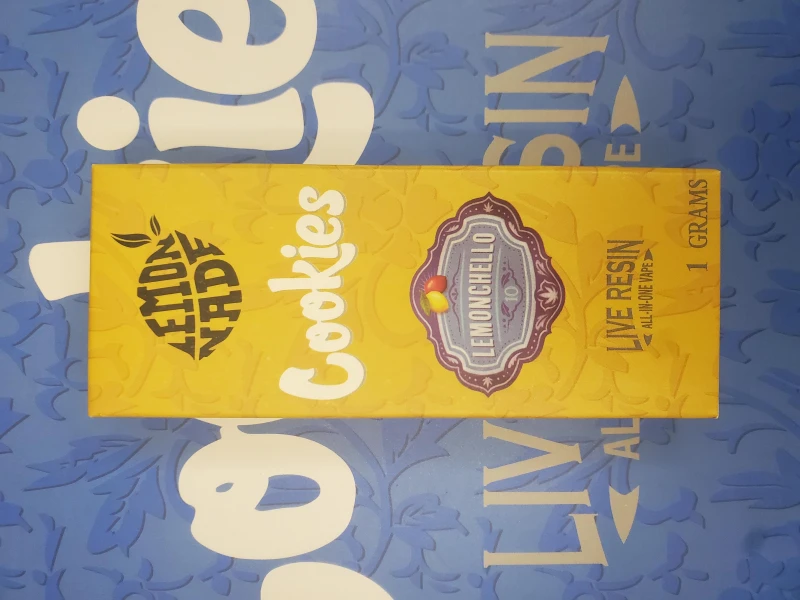 LEMON
NADE
Cookies
LEMONCHELLO
10
LIVE RESIN
ALL-IN-ONE VAPE
1 GRAMS